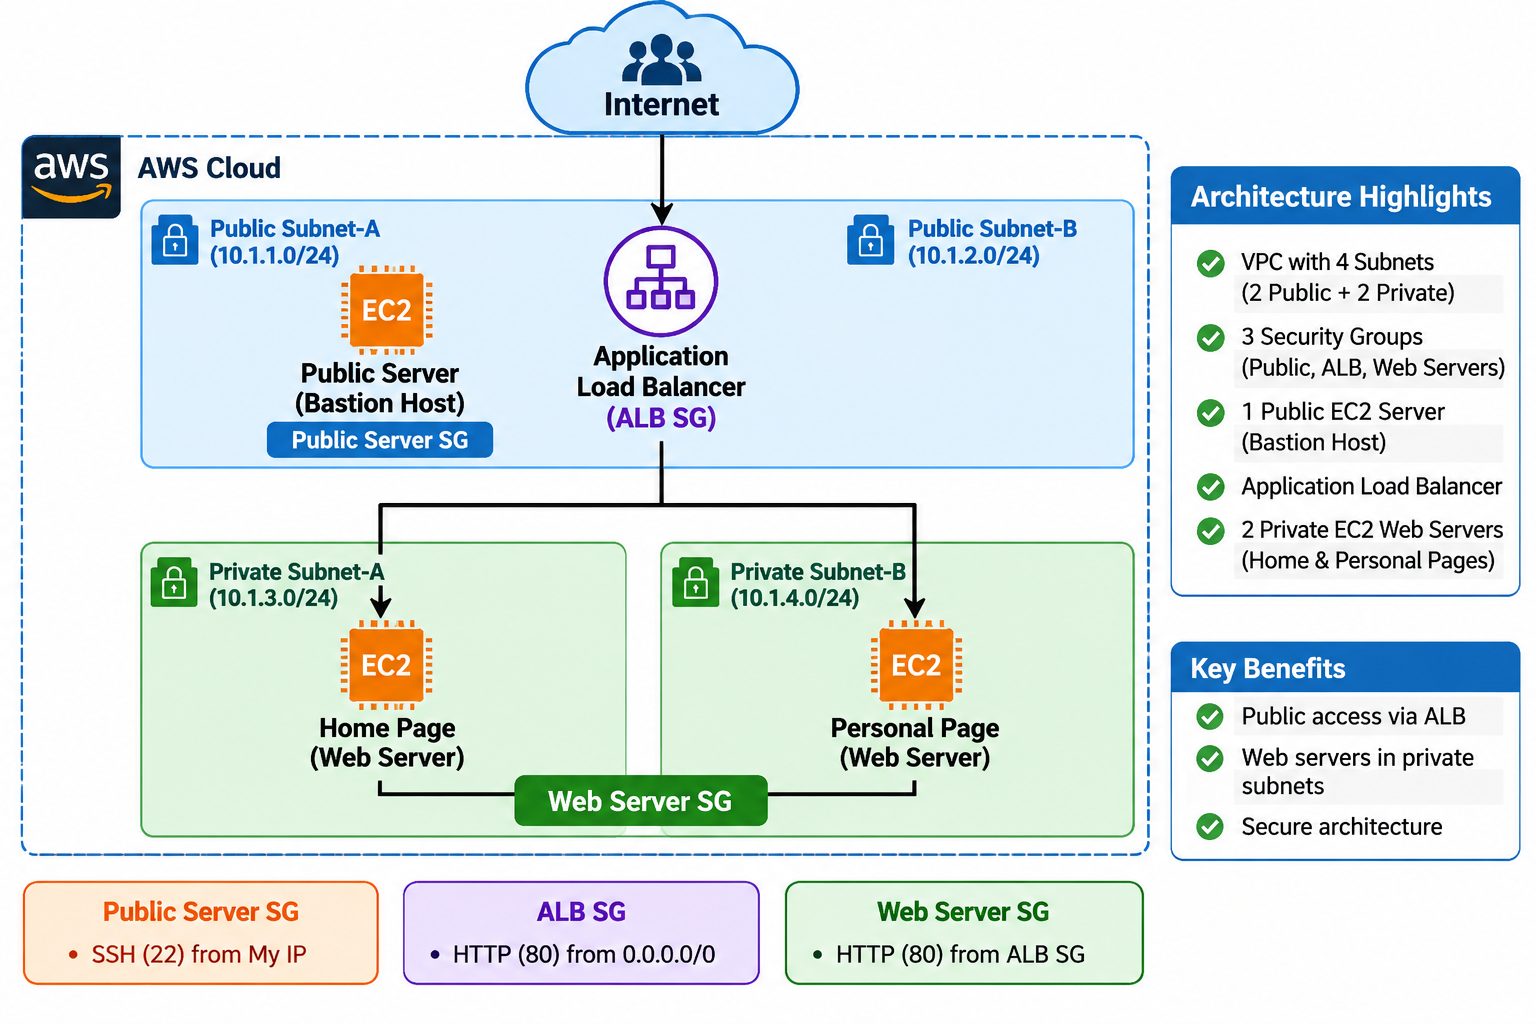 Internet
aws
AWS Cloud
Public Subnet-A
(10.1.1.0/24)
EC2
Public Server
(Bastion Host)
Public Server SG
Application
Load Balancer
(ALB SG)
Public Subnet-B
(10.1.2.0/24)
Private Subnet-A
(10.1.3.0/24)
EC2
Home Page
(Web Server)
Private Subnet-B
(10.1.4.0/24)
EC2
Personal Page
(Web Server)
Web Server SG
Architecture Highlights
VPC with 4 Subnets
(2 Public + 2 Private)
3 Security Groups
(Public, ALB, Web Servers)
1 Public EC2 Server
(Bastion Host)
Application Load Balancer
2 Private EC2 Web Servers
(Home & Personal Pages)
Key Benefits
Public access via ALB
Web servers in private
subnets
Secure architecture
Public Server SG
• SSH (22) from My IP
ALB SG
• HTTP (80) from 0.0.0.0/0
Web Server SG
• HTTP (80) from ALB SG